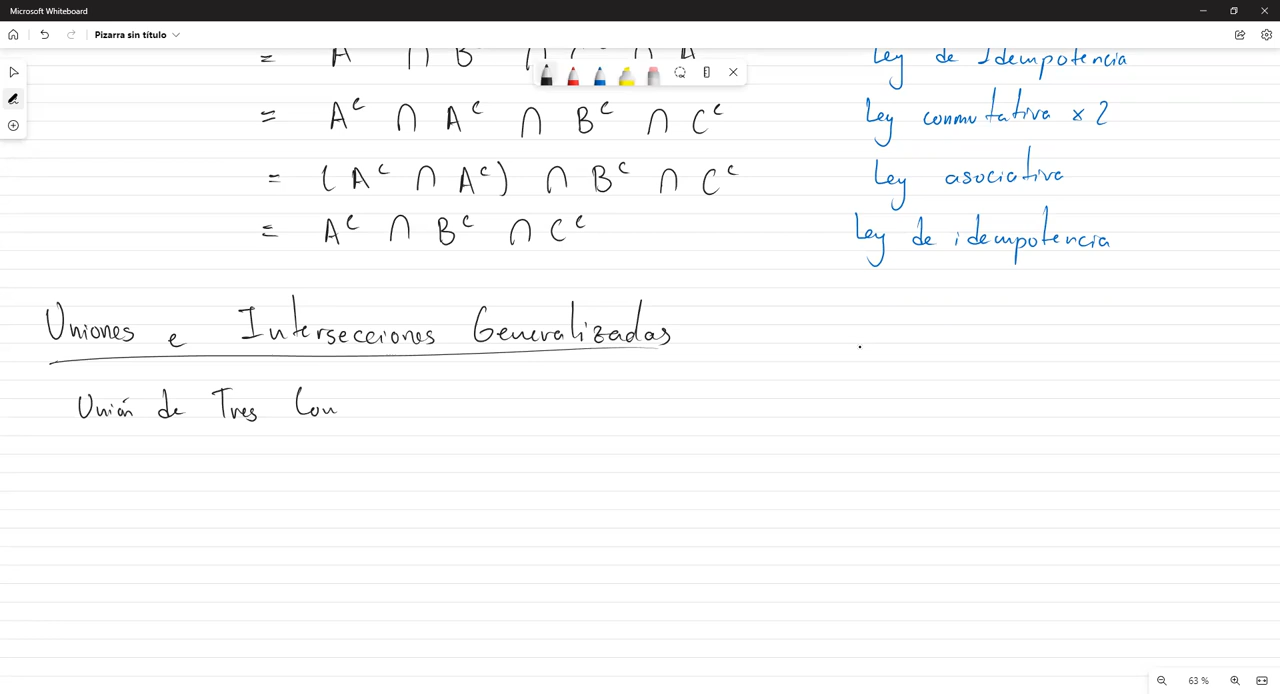 Microsoft Whiteboard
Pizarra sin título
= A ∩ B ∩ A Ley de Idempotencia
= Aᶜ ∩ Aᶜ ∩ Bᶜ ∩ Cᶜ Ley conmutativa × 2
= (Aᶜ ∩ Aᶜ) ∩ Bᶜ ∩ Cᶜ Ley asociativa
= Aᶜ ∩ Bᶜ ∩ Cᶜ Ley de idempotencia
Uniones e Intersecciones Generalizadas
Unión de Tres Con
63 %